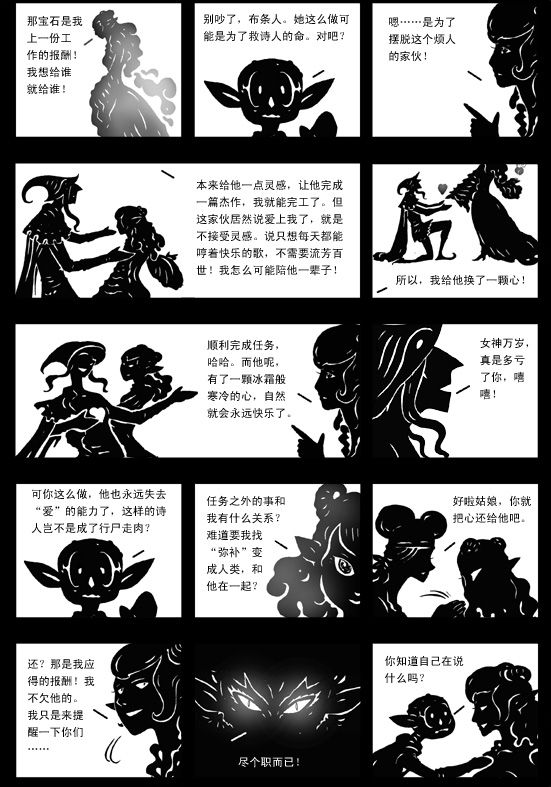 那宝石是我
上一份工
作的报酬！
我想给谁
就给谁！
别吵了，布条人。她这么做可
能是为了救诗人的命。对吧？
嗯……是为了
摆脱这个烦人
的家伙！
本来给他一点灵感，让他完成
一篇杰作，我就能完工了。但
这家伙居然说爱上我了，就是
不接受灵感。说只想每天都能
哼着快乐的歌，不需要流芳百
世！我怎么可能陪他一辈子！
所以，我给他换了一颗心！
顺利完成任务，
哈哈。而他呢，
有了一颗冰霜般
寒冷的心，自然
就会永远快乐了。
女神万岁，
真是多亏
了你，嘻
嘻！
可你这么做，他也永远失去
“爱”的能力了，这样的诗
人岂不是成了行尸走肉？
任务之外的事和
我有什么关系？
难道要我找
“弥补”变
成人类，和
他在一起？
好啦姑娘，你就
把心还给他吧。
还？那是我应
得的报酬！我
不欠他的。
我只是来提
醒一下你们
……
尽个职而已！
你知道自己在说
什么吗？